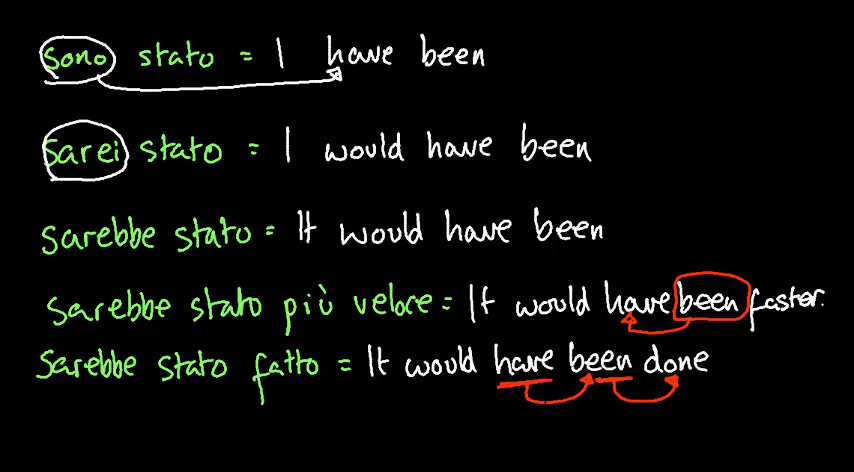 sono stato = I have been
sarei stato = I would have been
sarebbe stato = It would have been
sarebbe stato più veloce = It would have been faster.
sarebbe stato fatto = It would have been done